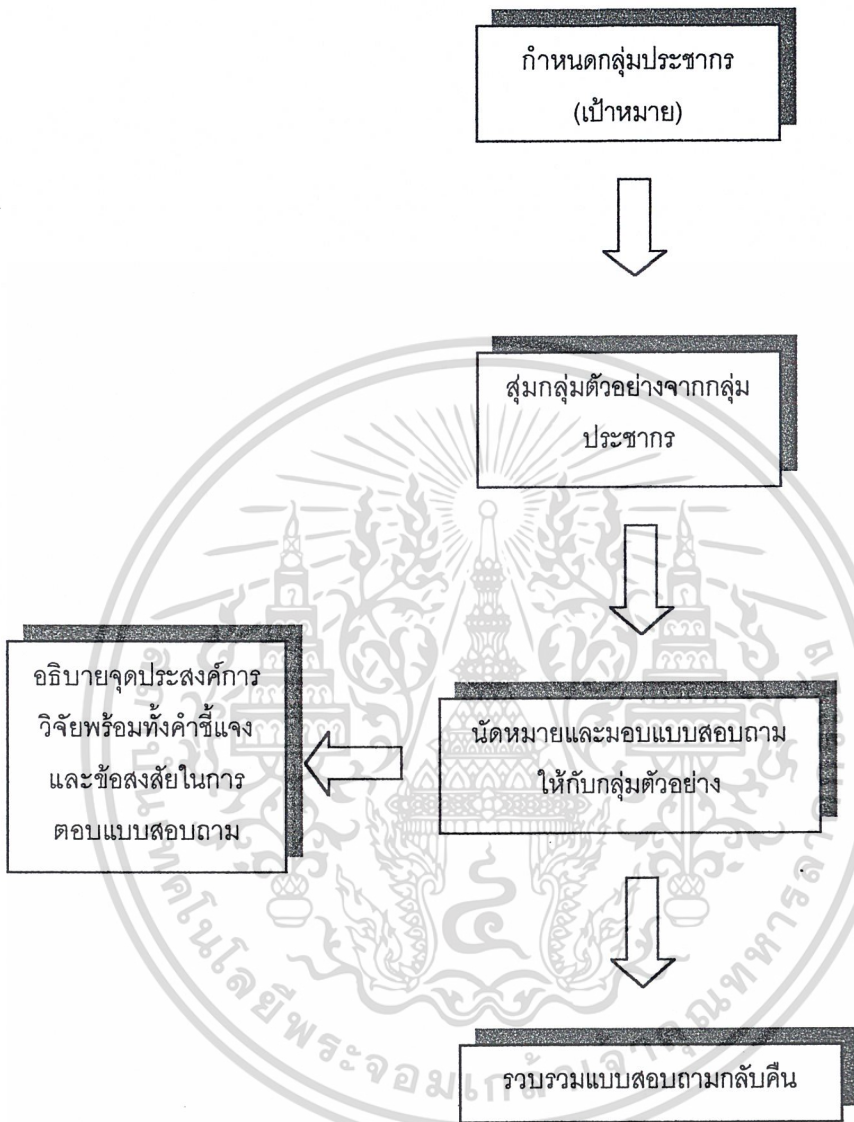 กำหนดกลุ่มประชากร
(เป้าหมาย)
สุ่มกลุ่มตัวอย่างจากกลุ่ม
ประชากร
นัดหมายและมอบแบบสอบถาม
ให้กับกลุ่มตัวอย่าง
อธิบายจุดประสงค์การ
วิจัยพร้อมทั้งคำชี้แจง
และข้อสงสัยในการ
ตอบแบบสอบถาม
รวบรวมแบบสอบถามกลับคืน